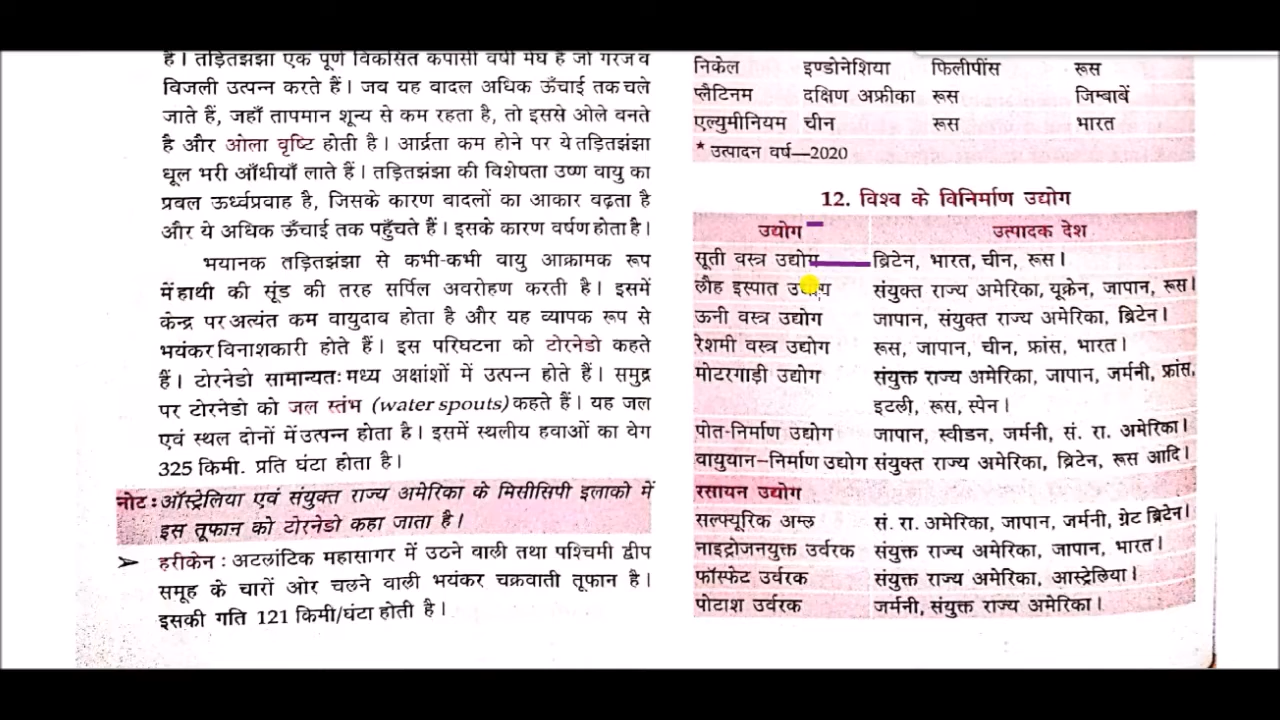 है। तड़ितझंझा एक पूर्ण विकसित कपासी वर्षी मेघ है जो गरज व
बिजली उत्पन्न करते हैं। जब यह बादल अधिक ऊँचाई तक चले
जाते हैं, जहाँ तापमान शून्य से कम रहता है, तो इससे ओले बनते
है और ओला वृष्टि होती है। आर्द्रता कम होने पर ये तड़ितझंझा
धूल भरी आँधीयाँ लाते हैं। तड़ितझंझा की विशेषता उष्ण वायु का
प्रबल ऊर्ध्वप्रवाह है, जिसके कारण बादलों का आकार बढ़ता है
और ये अधिक ऊँचाई तक पहुँचते हैं। इसके कारण वर्षण होता है।
भयानक तड़ितझंझा से कभी-कभी वायु आक्रामक रूप
में हाथी की सूंड की तरह सर्पिल अवरोहण करती है। इसमें
केन्द्र पर अत्यंत कम वायुदाव होता है और यह व्यापक रूप से
भयंकर विनाशकारी होते हैं। इस परिघटना को टोरनेडो कहते
हैं। टोरनेडो सामान्यतः मध्य अक्षांशों में उत्पन्न होते हैं। समुद्र
पर टोरनेडो को जल स्तंभ (water spouts) कहते हैं। यह जल
एवं स्थल दोनों में उत्पन्न होता है। इसमें स्थलीय हवाओं का वेग
325 किमी. प्रति घंटा होता है।
नोट : ऑस्ट्रेलिया एवं संयुक्त राज्य अमेरिका के मिसीसिपी इलाको में
इस तूफान को टोरनेडो कहा जाता है।
➢ हरीकेन : अटलांटिक महासागर में उठने वाली तथा पश्चिमी द्वीप
समूह के चारों ओर चलने वाली भयंकर चक्रवाती तूफान है।
इसकी गति 121 किमी/घंटा होती है।
निकेल इण्डोनेशिया फिलीपींस रूस
प्लैटिनम दक्षिण अफ्रीका रूस जिम्बाबें
एल्युमीनियम चीन रूस भारत
* उत्पादन वर्ष—2020
12. विश्व के विनिर्माण उद्योग
उद्योग उत्पादक देश
सूती वस्त्र उद्योग ब्रिटेन, भारत, चीन, रूस।
लौह इस्पात उद्योग संयुक्त राज्य अमेरिका, यूक्रेन, जापान, रूस।
ऊनी वस्त्र उद्योग जापान, संयुक्त राज्य अमेरिका, ब्रिटेन।
रेशमी वस्त्र उद्योग रूस, जापान, चीन, फ्रांस, भारत।
मोटरगाड़ी उद्योग संयुक्त राज्य अमेरिका, जापान, जर्मनी, फ्रांस,
इटली, रूस, स्पेन।
पोत-निर्माण उद्योग जापान, स्वीडन, जर्मनी, सं. रा. अमेरिका।
वायुयान-निर्माण उद्योग संयुक्त राज्य अमेरिका, ब्रिटेन, रूस आदि।
रसायन उद्योग
सल्फ्यूरिक अम्ल सं. रा. अमेरिका, जापान, जर्मनी, ग्रेट ब्रिटेन।
नाइट्रोजनयुक्त उर्वरक संयुक्त राज्य अमेरिका, जापान, भारत।
फॉस्फेट उर्वरक संयुक्त राज्य अमेरिका, आस्ट्रेलिया।
पोटाश उर्वरक जर्मनी, संयुक्त राज्य अमेरिका।